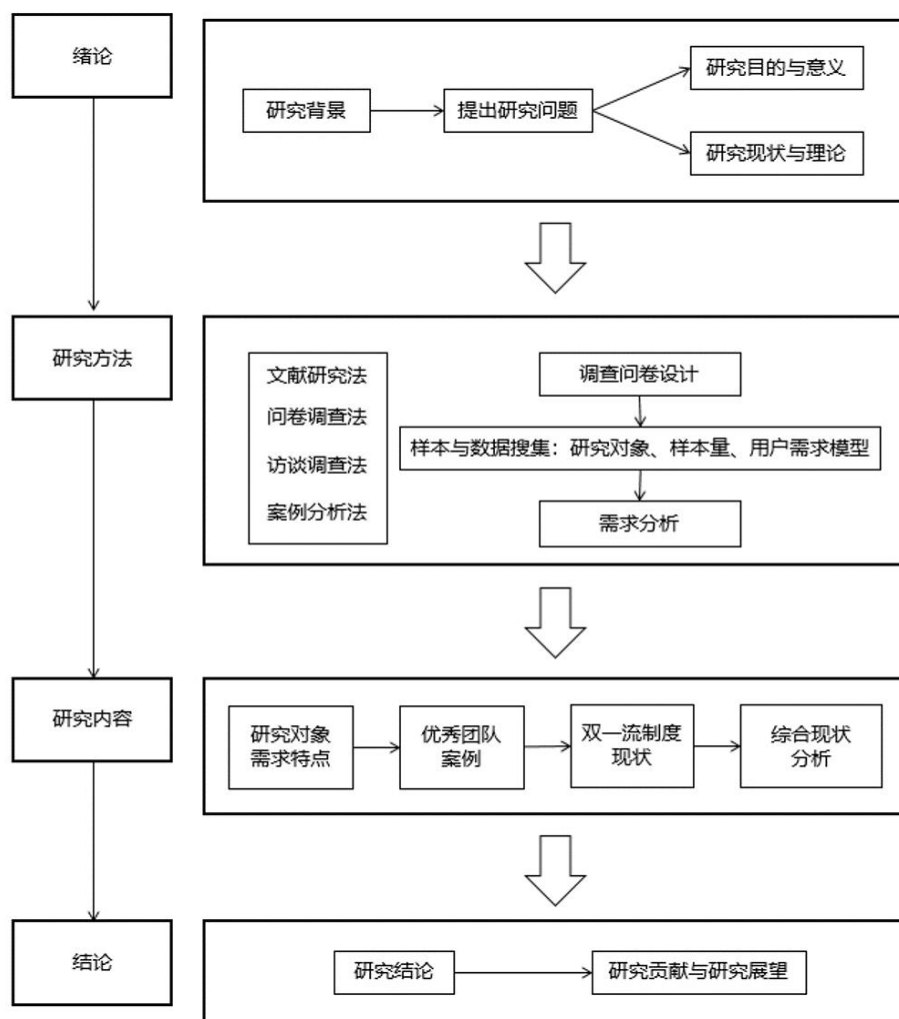 绪论
研究背景
提出研究问题
研究目的与意义
研究现状与理论
研究方法
文献研究法
问卷调查法
访谈调查法
案例分析法
调查问卷设计
样本与数据搜集：研究对象、样本量、用户需求模型
需求分析
研究内容
研究对象
需求特点
优秀团队
案例
双一流制度
现状
综合现状
分析
结论
研究结论
研究贡献与研究展望